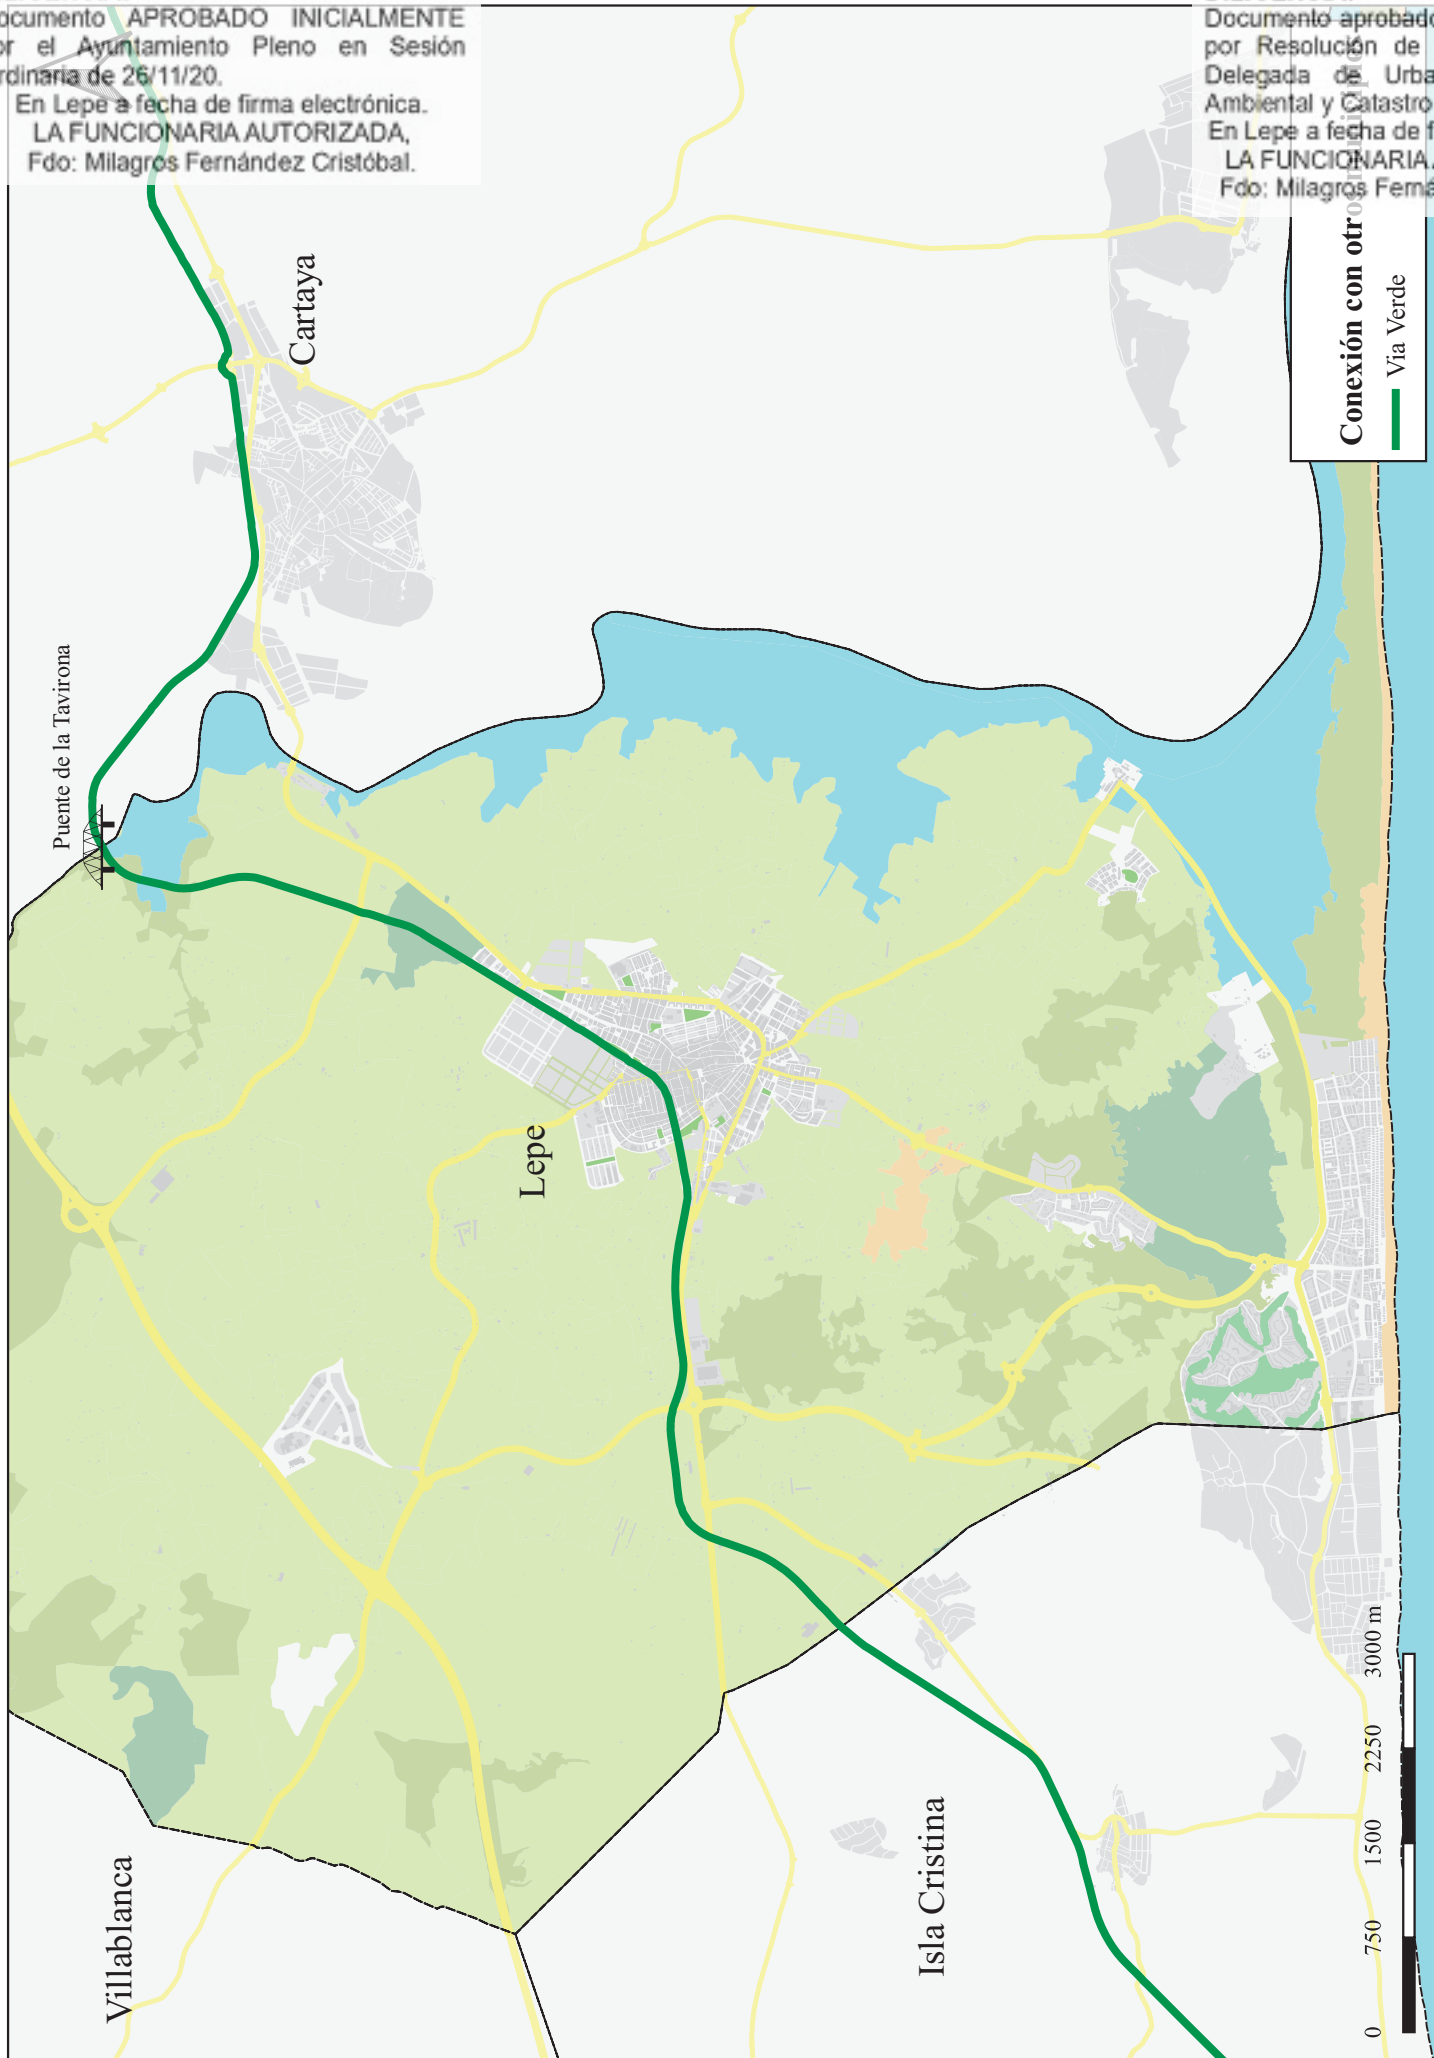 ocumento APROBADO INICIALMENTE
or el Ayuntamiento Pleno en Sesión
rdinaria de 26/11/20.
En Lepe a fecha de firma electrónica.
LA FUNCIONARIA AUTORIZADA,
Fdo: Milagros Fernández Cristóbal.
Documento aprobado
por Resolución de
Delegada de Urba
Ambiental y Catastro
En Lepe a fecha de f
LA FUNCIONARIA
Fdo: Milagros Ferná
Conexión con otros municipios
Via Verde
Cartaya
Puente de la Tavirona
Lepe
Villablanca
Isla Cristina
0 750 1500 2250 3000 m